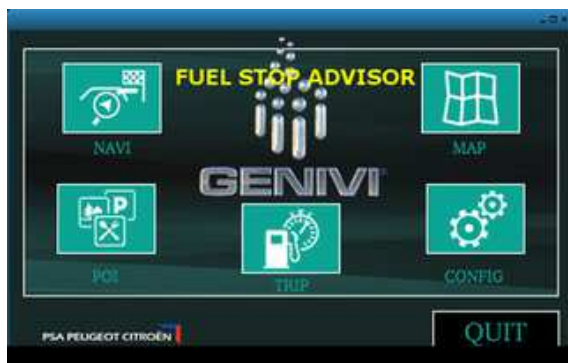 FUEL STOP ADVISOR
NAVI
MAP
GENIVI
P
POI
TRIP
CONFIG
PSA PEUGEOT CITROËN
QUIT